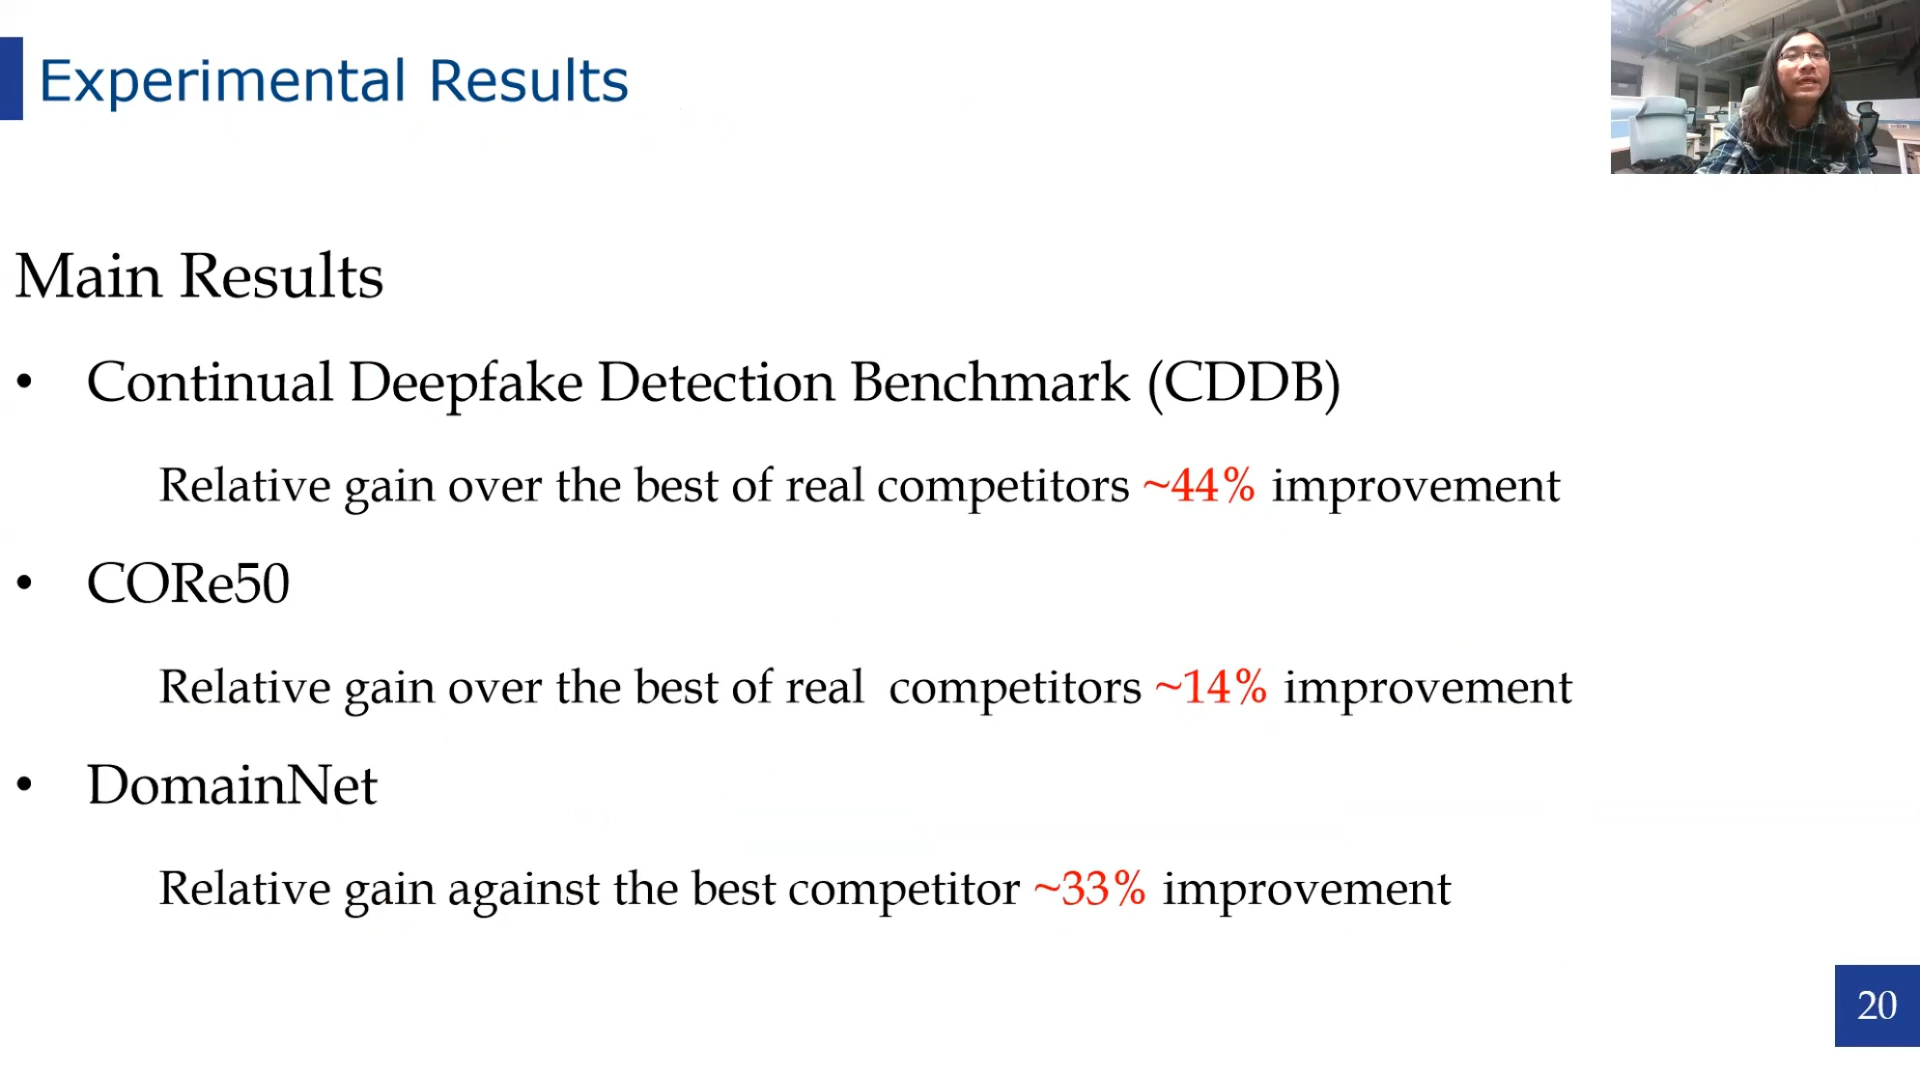 Experimental Results
Main Results
• Continual Deepfake Detection Benchmark (CDDB)
Relative gain over the best of real competitors ~44% improvement
• CORe50
Relative gain over the best of real competitors ~14% improvement
• DomainNet
Relative gain against the best competitor ~33% improvement
20